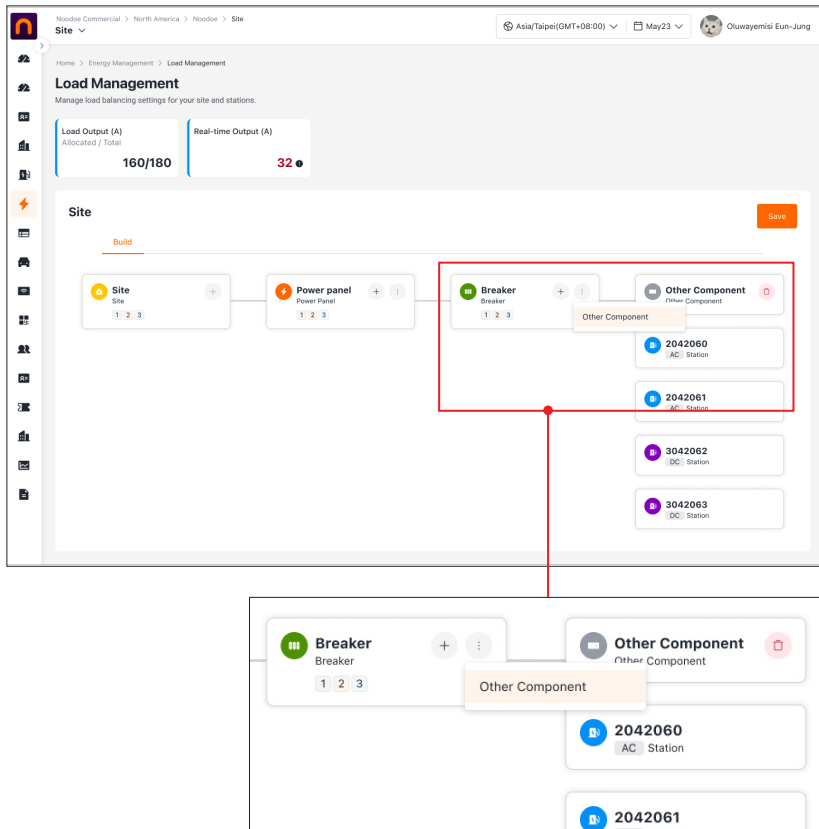 Noodoe Commercial > North America > Noodoe > Site
Site
Asia/Taipei(GMT+08:00)
May23
Oluwayemisi Eun-Jung
Home > Energy Management > Load Management
Load Management
Manage load balancing settings for your site and stations.
Load Output (A)
Allocated / Total
160/180
Real-time Output (A)
32
Site
Save
Build
Site
Site
1 2 3
Power panel
Power Panel
1 2 3
Breaker
Breaker
1 2 3
Other Component
Other Component
Other Component
2042060
AC Station
2042061
AC Station
3042062
DC Station
3042063
DC Station
Breaker
Breaker
1 2 3
Other Component
Other Component
Other Component
2042060
AC Station
2042061